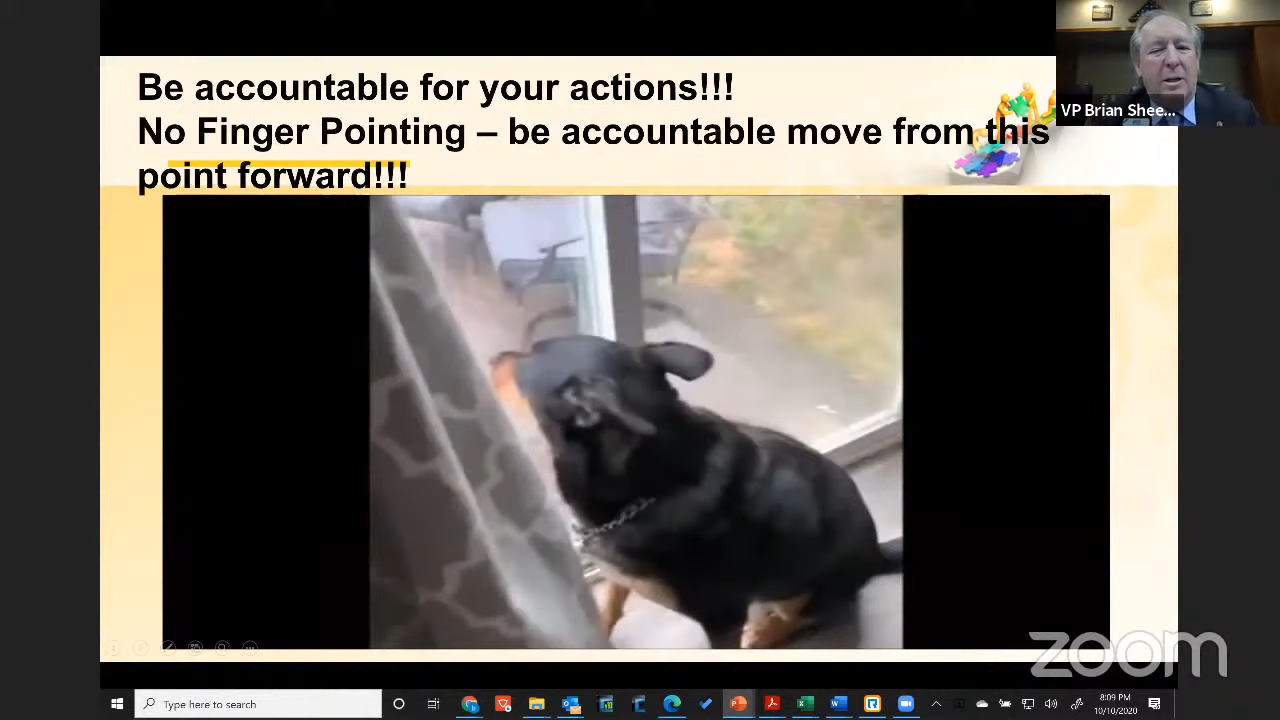 Be accountable for your actions!!!
No Finger Pointing – be accountable move from this
point forward!!!
VP Brian Shee...
zoom
Type here to search
8:09 PM
10/10/2020